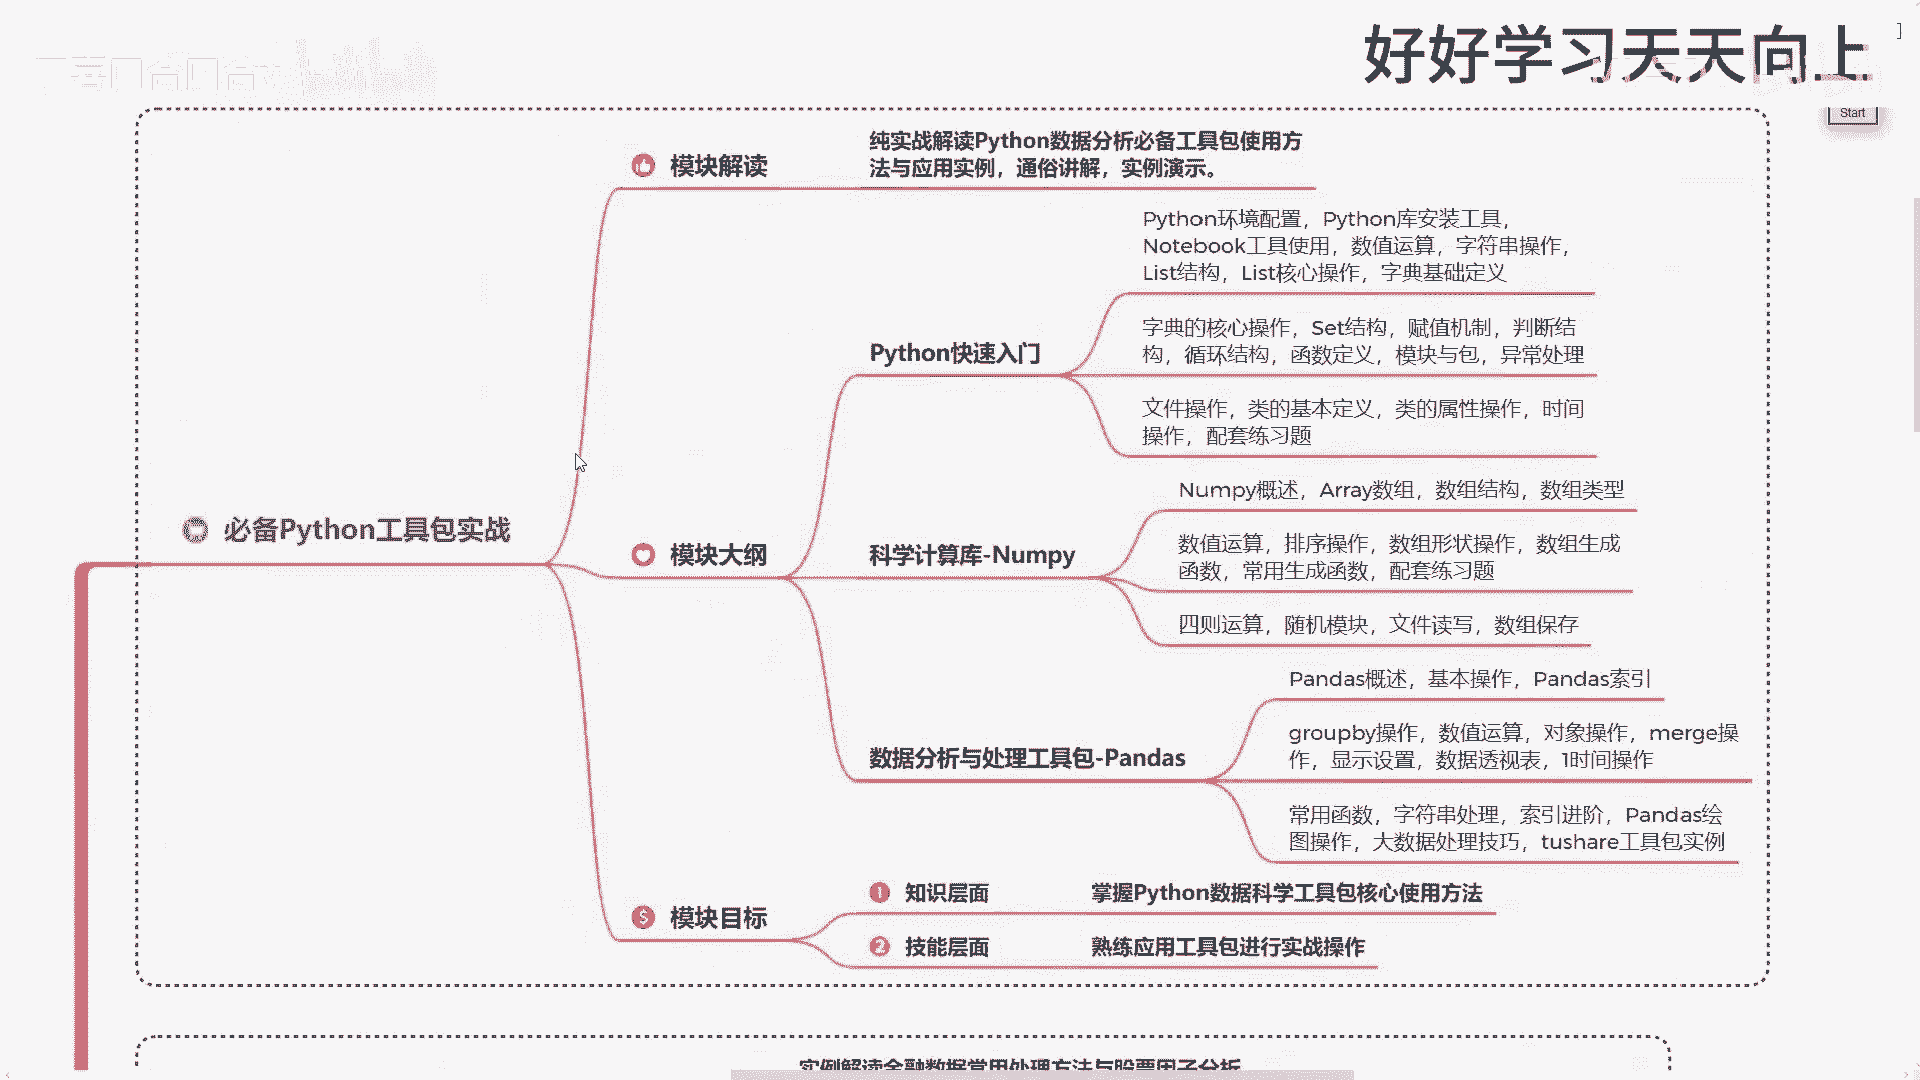 好好学习天天向上
Start
模块解读
纯实战解读Python数据分析必备工具包使用方
法与应用实例，通俗讲解，实例演示。
Python环境配置，Python库安装工具，
Notebook工具使用，数值运算，字符串操作，
List结构，List核心操作，字典基础定义
Python快速入门
字典的核心操作，Set结构，赋值机制，判断结
构，循环结构，函数定义，模块与包，异常处理
文件操作，类的基本定义，类的属性操作，时间
操作，配套练习题
必备Python工具包实战
模块大纲
科学计算库-Numpy
Numpy概述，Array数组，数组结构，数组类型
数值运算，排序操作，数组形状操作，数组生成
函数，常用生成函数，配套练习题
四则运算，随机模块，文件读写，数组保存
数据分析与处理工具包-Pandas
Pandas概述，基本操作，Pandas索引
groupby操作，数值运算，对象操作，merge操
作，显示设置，数据透视表，1时间操作
常用函数，字符串处理，索引进阶，Pandas绘
图操作，大数据处理技巧，tushare工具包实例
模块目标
1 知识层面 掌握Python数据科学工具包核心使用方法
2 技能层面 熟练应用工具包进行实战操作
实例解读金融数据常用处理方法与股票因子分析